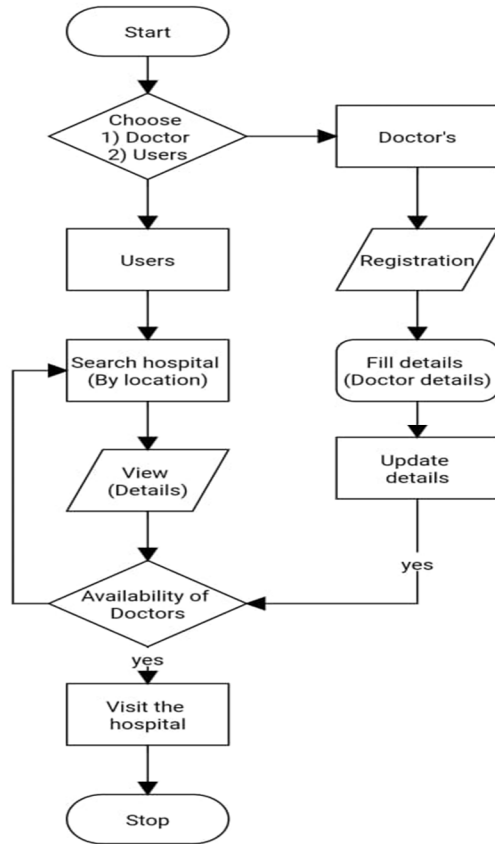 Start
Choose
1) Doctor
2) Users
Doctor's
Users
Registration
Search hospital
(By location)
Fill details
(Doctor details)
View
(Details)
Update
details
yes
Availability of
Doctors
yes
Visit the
hospital
Stop